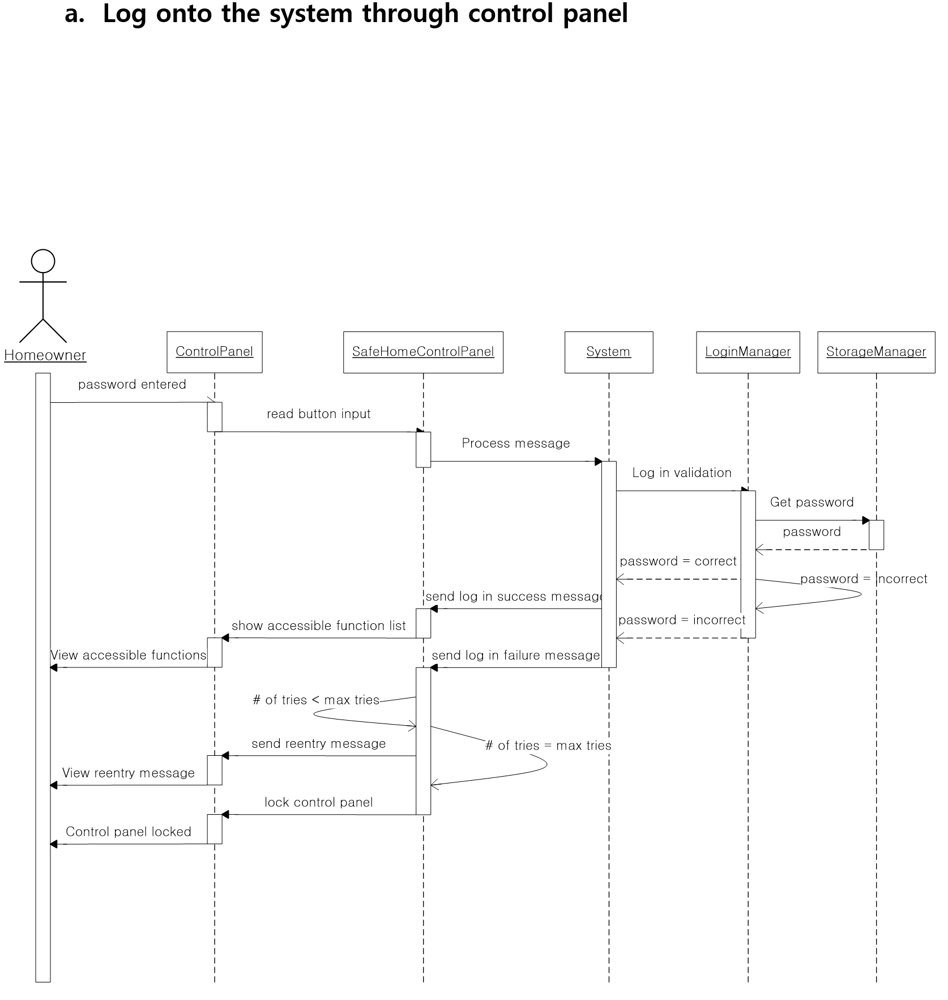 a. Log onto the system through control panel
Homeowner
ControlPanel
SafeHomeControlPanel
System
LoginManager
StorageManager
password entered
read button input
Process message
Log in validation
Get password
password
password = correct
password = incorrect
send log in success message
password = incorrect
show accessible function list
View accessible functions
send log in failure message
# of tries < max tries
send reentry message
# of tries = max tries
View reentry message
lock control panel
Control panel locked